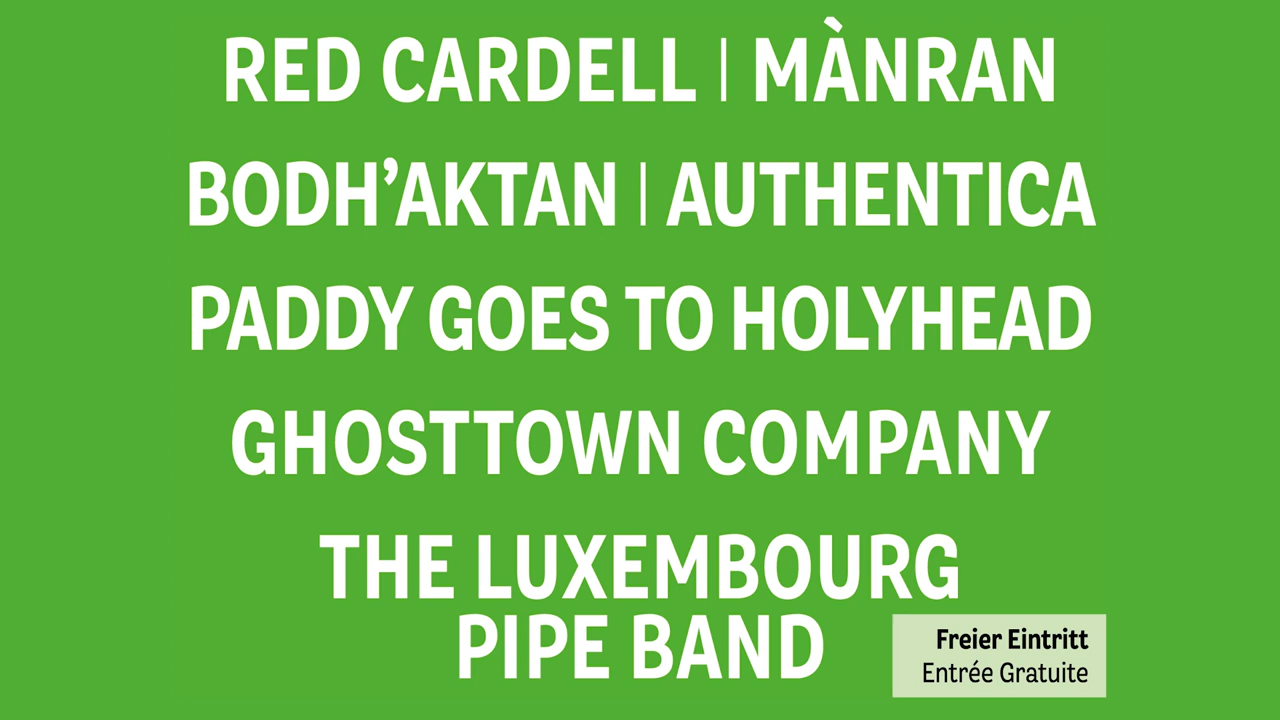 RED CARDELL | MÀNRAN
BODH’AKTAN | AUTHENTICA
PADDY GOES TO HOLYHEAD
GHOSTTOWN COMPANY
THE LUXEMBOURG
PIPE BAND
Freier Eintritt
Entrée Gratuite